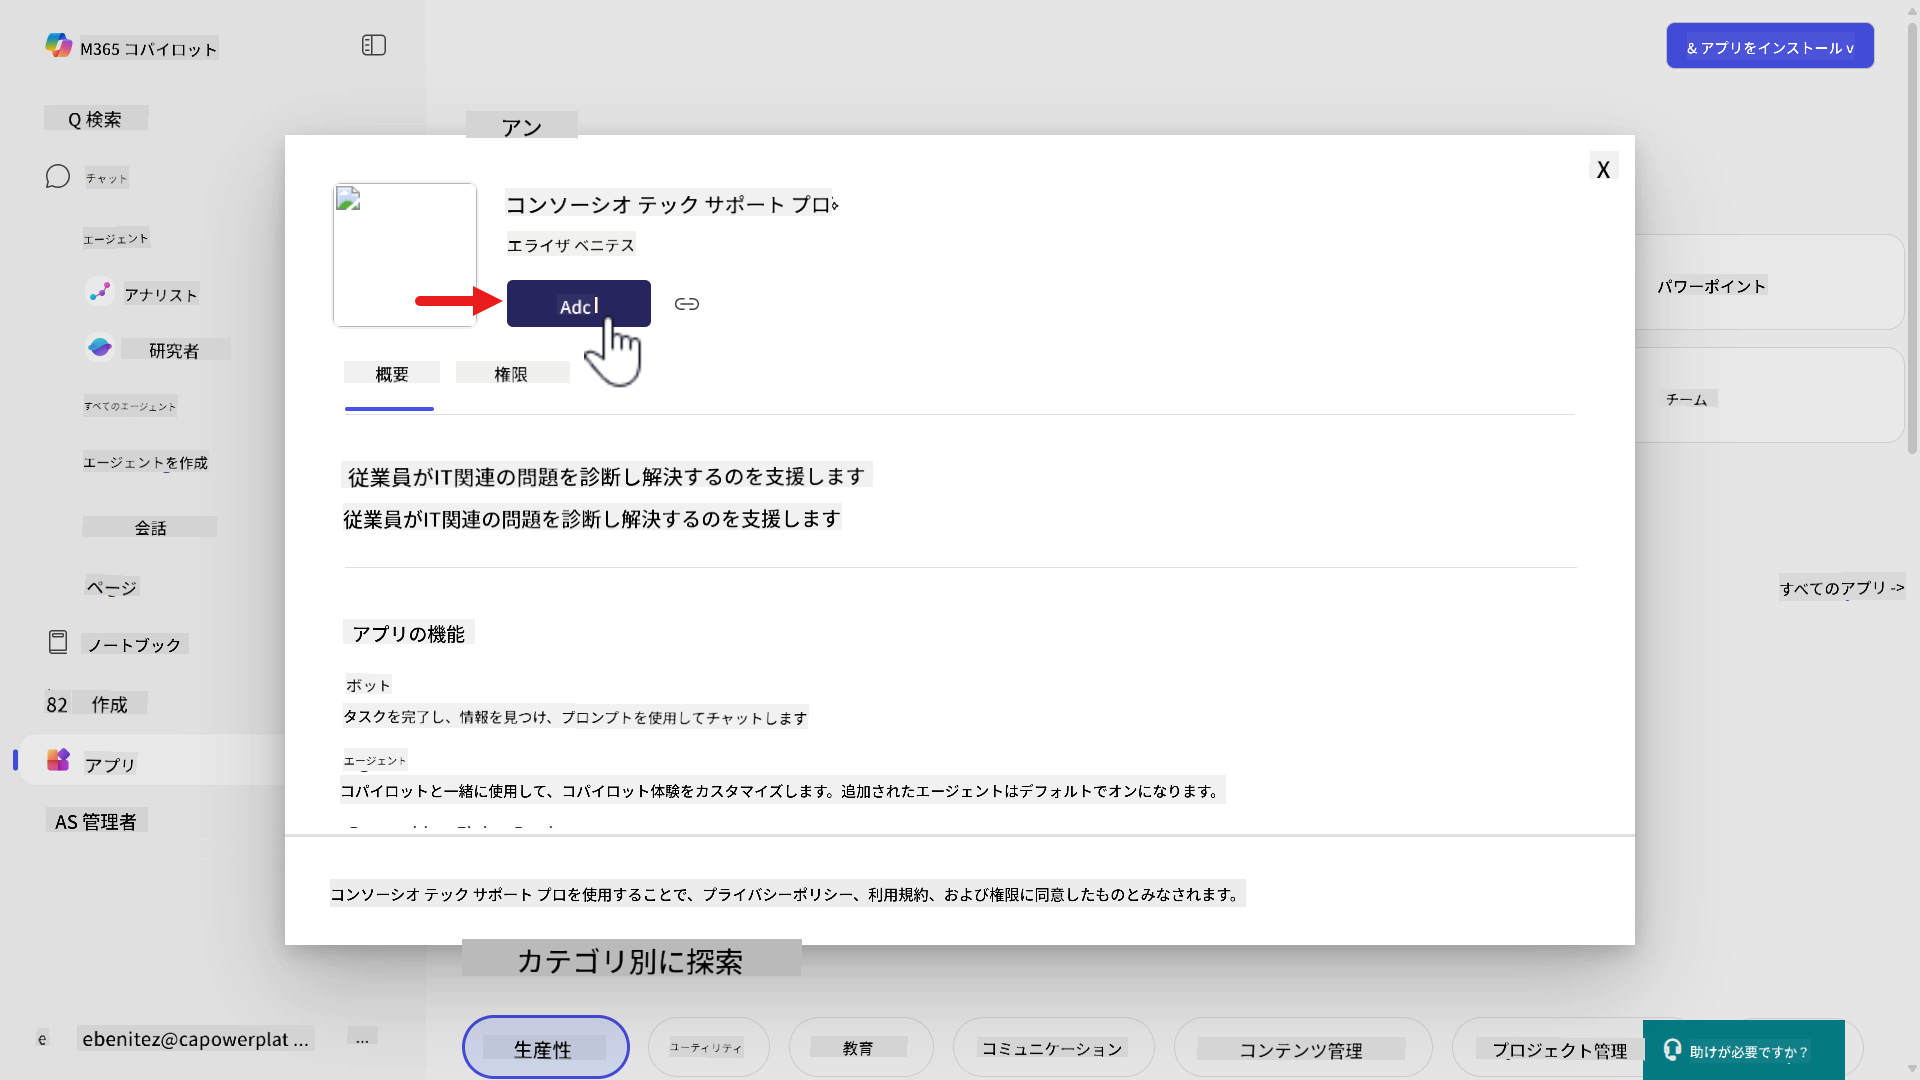 M365 コパイロット
& アプリをインストール v
Q 検索
アン
チャット
X
コンソーシオ テック サポート プロ
エージェント
エライザ ベニテス
アナリスト
パワーポイント
Adc
研究者
概要
権限
すべてのエージェント
チーム
エージェントを作成
従業員がIT関連の問題を診断し解決するのを支援します
従業員がIT関連の問題を診断し解決するのを支援します
会話
ページ
すべてのアプリ ->
アプリの機能
ノートブック
ボット
82 作成
タスクを完了し、情報を見つけ、プロンプトを使用してチャットします
アプリ
エージェント
コパイロットと一緒に使用して、コパイロット体験をカスタマイズします。追加されたエージェントはデフォルトでオンになります。
AS 管理者
コンソーシオ テック サポート プロを使用することで、プライバシーポリシー、利用規約、および権限に同意したものとみなされます。
カテゴリ別に探索
e ebenitez@capowerplat ... ...
生産性
ユーティリティ
教育
コミュニケーション
コンテンツ管理
プロジェクト管理
助けが必要ですか？